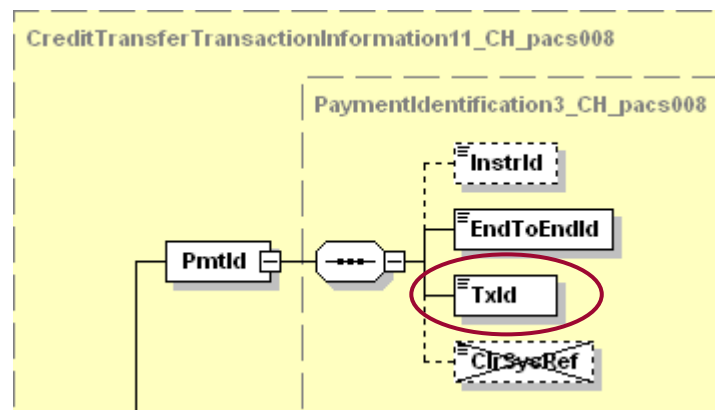 CreditTransferTransactionInformation11_CH_pacs008
PaymentIdentification3_CH_pacs008
InstrId
EndToEndId
PmtId
TxId
ClrSysRef